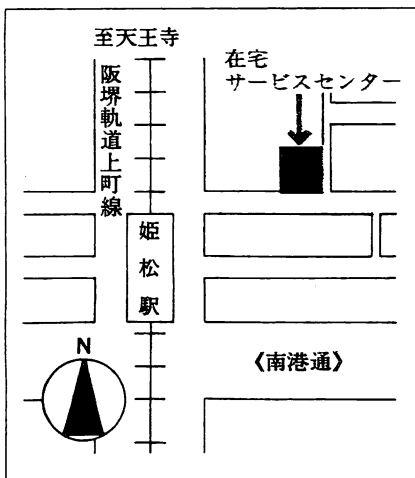 至天王寺
阪堺軌道上町線
在宅
サービスセンター
姫松駅
N
《南港通》